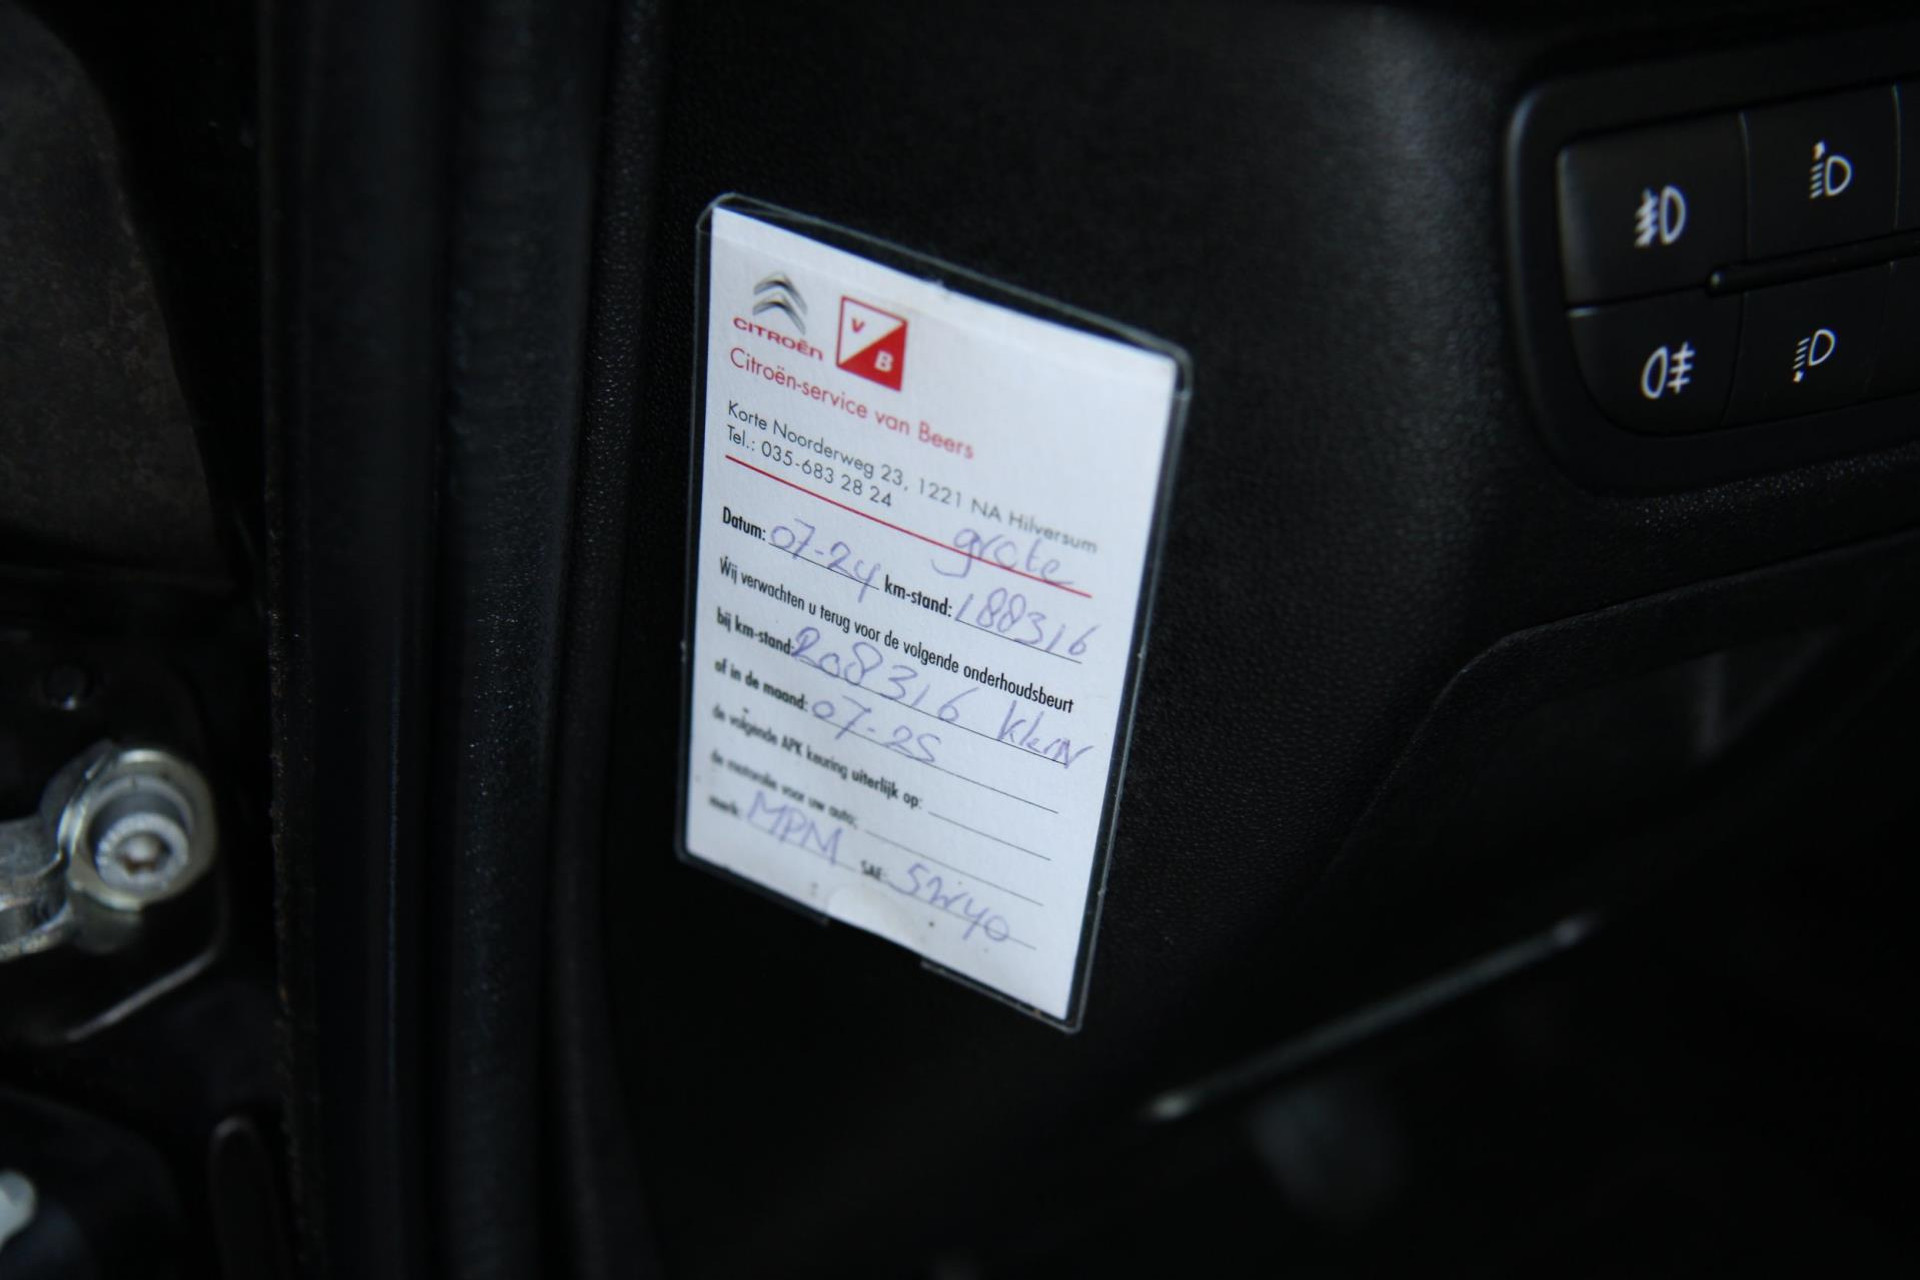 CITROËN
V
B
Citroën-service van Beers
Korte Noorderweg 23, 1221 NA Hilversum
Tel.: 035-683 28 24
grote
Datum: 07-24 km-stand: 188316
Wij verwachten u terug voor de volgende onderhoudsbeurt
bij km-stand: 208316 klein
of in de maand: 07-25
de volgende APK keuring uiterlijk op:
de motorolie voor uw auto:
merk: MPM SAE: 5W40